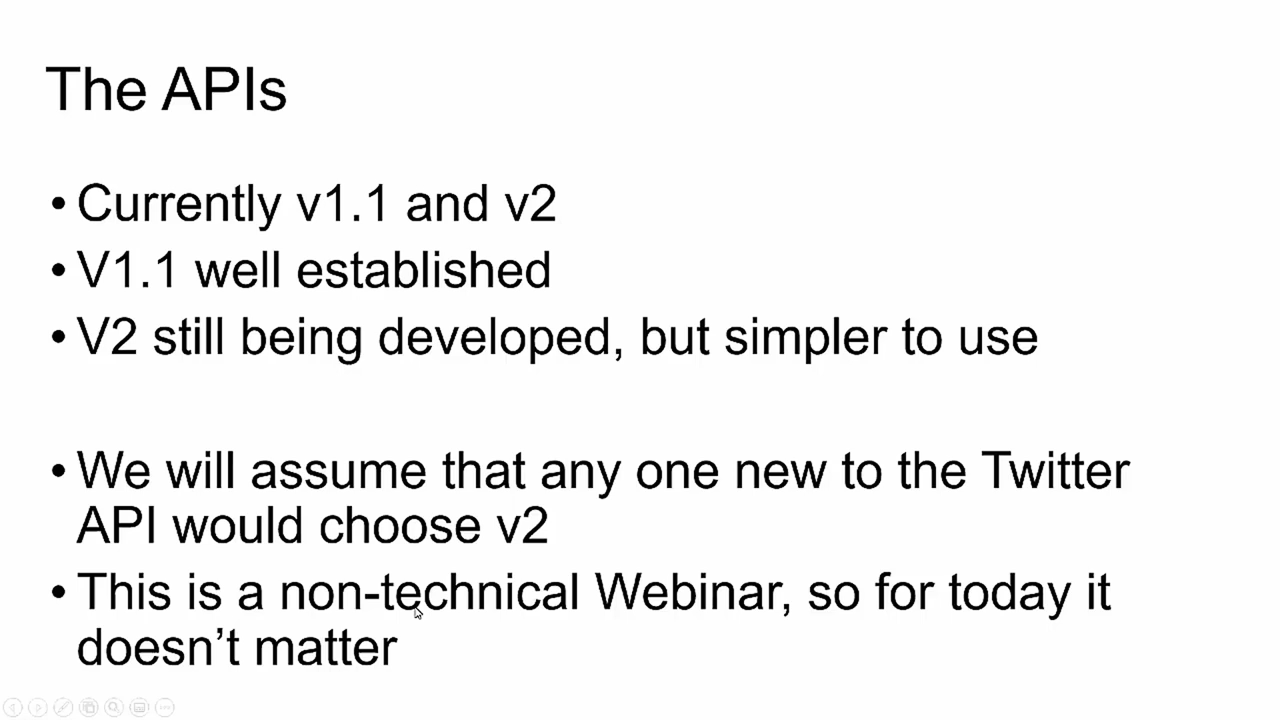 The APIs
• Currently v1.1 and v2
• V1.1 well established
• V2 still being developed, but simpler to use
• We will assume that any one new to the Twitter
API would choose v2
• This is a non-technical Webinar, so for today it
doesn’t matter